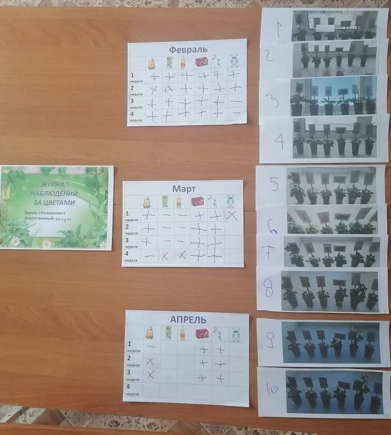 Февраль
1
неделя + + + + + +
2
неделя х х + + + +
3
неделя + + + + + –
4
неделя + + + + + +
ЖУРНАЛ
НАБЛЮДЕНИЙ
ЗА ЦВЕТАМИ
Март
1
неделя + – – + + х
2
неделя + – – + +
3
неделя + – – + +
4
неделя – х х + +
АПРЕЛЬ
1
неделя – + +
2
неделя х + +
3
неделя х + +
4
неделя
1
2
3
4
5
6
7
8
9
10